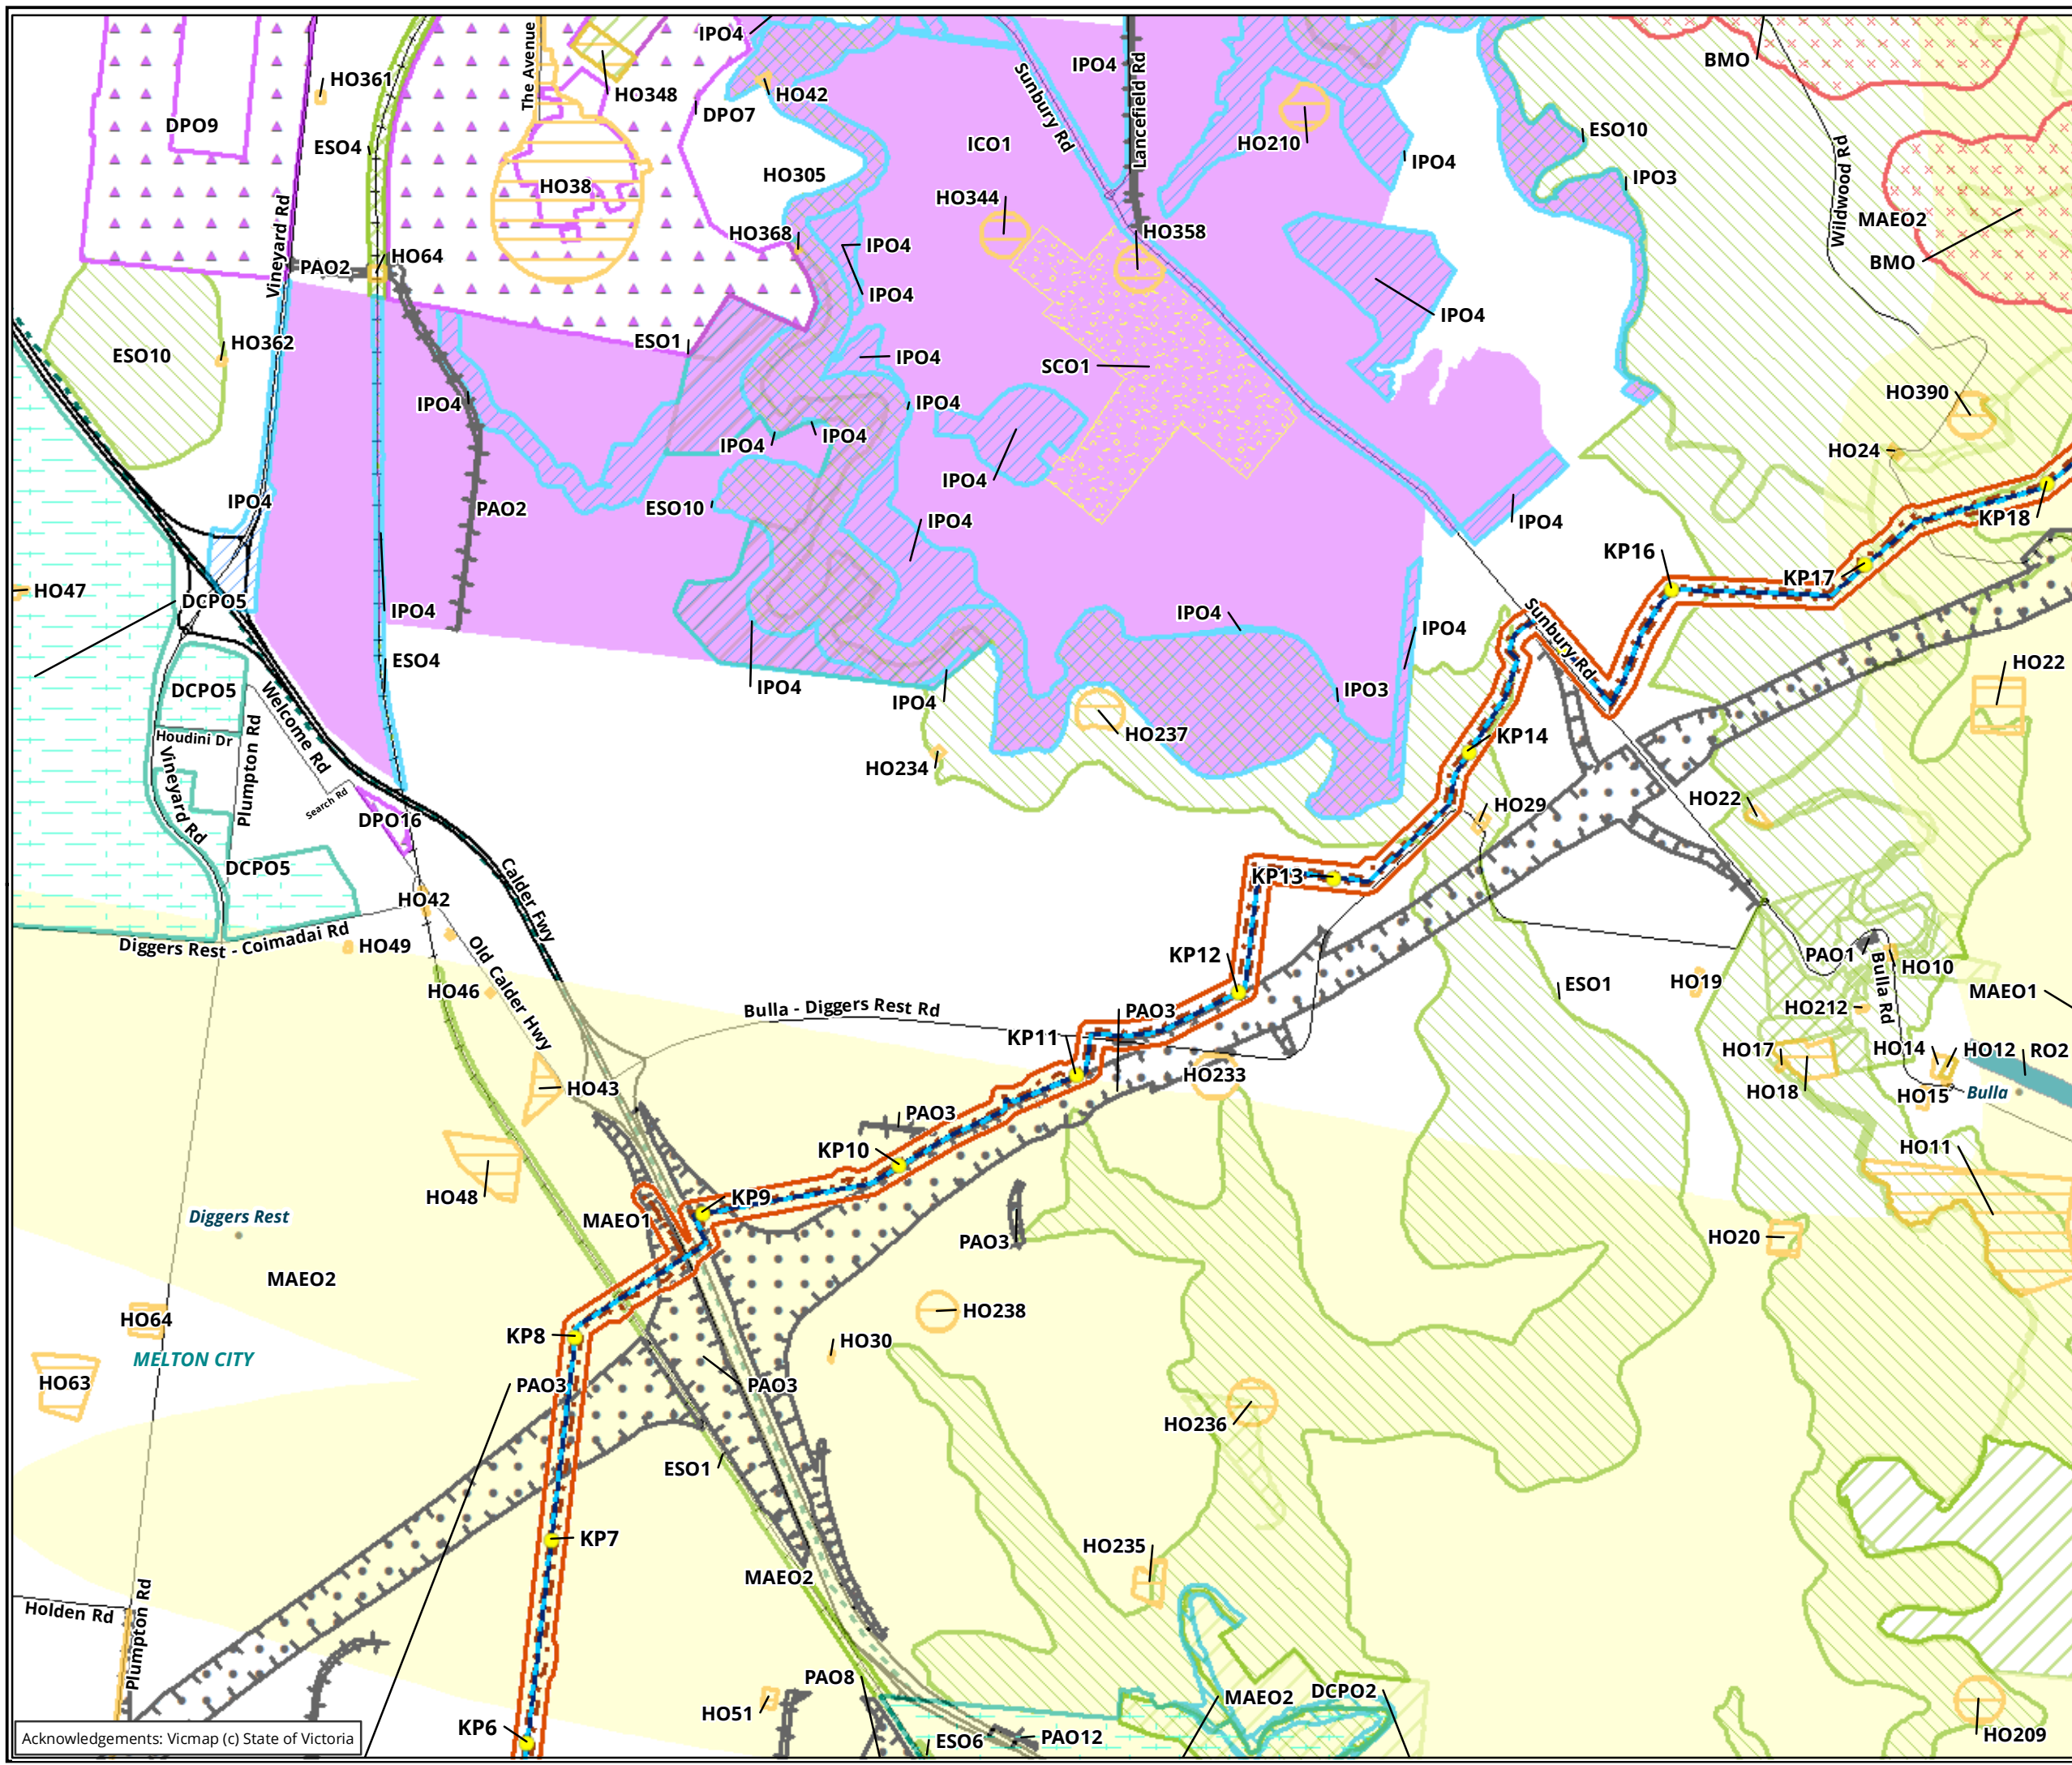 IPO4
The Avenue
HO361
HO348
HO42
DPO7
IPO4
Sunbury Rd
Lancefield Rd
BMO
DPO9
ESO4
ICO1
HO210
IPO4
ESO10
Wildwood Rd
HO38
HO305
HO344
IPO3
MAEO2
Vineyard Rd
HO368
HO358
PAO2
HO64
IPO4
BMO
IPO4
IPO4
ESO10
HO362
ESO1
IPO4
SCO1
HO390
IPO4
IPO4
IPO4
IPO4
HO24
IPO4
IPO4
PAO2
ESO10
IPO4
IPO4
KP18
KP16
KP17
HO47
DCPO5
IPO4
IPO4
IPO4
Sunbury Rd
ESO4
HO22
DCPO5
Welcome Rd
IPO4
IPO4
IPO3
HO237
KP14
Houdini Dr
Plumpton Rd
Vineyard Rd
HO234
Search Rd
DPO16
HO29
HO22
DCPO5
Calder Fwy
KP13
HO42
Diggers Rest - Coimadai Rd
HO49
Old Calder Hwy
KP12
PAO1
Bulla Rd
HO10
HO46
HO19
ESO1
MAEO1
Bulla - Diggers Rest Rd
PAO3
HO212
KP11
HO17
HO14
HO12
RO2
HO43
HO233
HO18
HO15
Bulla
PAO3
KP10
HO11
HO48
KP9
Diggers Rest
MAEO1
PAO3
HO20
MAEO2
HO64
HO238
KP8
HO30
MELTON CITY
HO63
PAO3
PAO3
HO236
ESO1
KP7
HO235
MAEO2
Holden Rd
Plumpton Rd
PAO8
MAEO2
DCPO2
HO51
KP6
ESO6
PAO12
HO209
Acknowledgements: Vicmap (c) State of Victoria